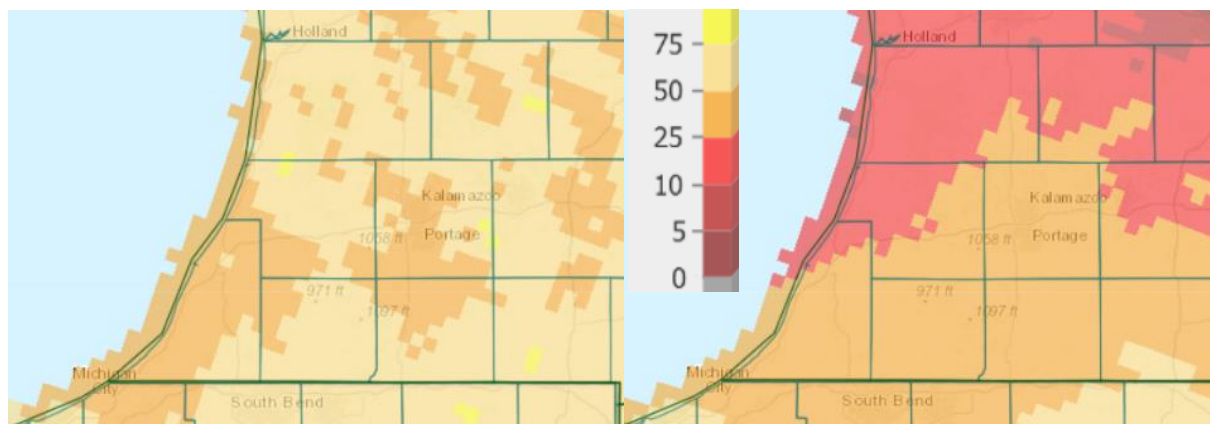 Holland
Kalamazoo
1058 ft
Portage
971 ft
1097 ft
Michigan
City
South Bend
75
50
25
10
5
0
Holland
Kalamazoo
1058 ft
Portage
971 ft
1097 ft
Michigan
City
South Bend